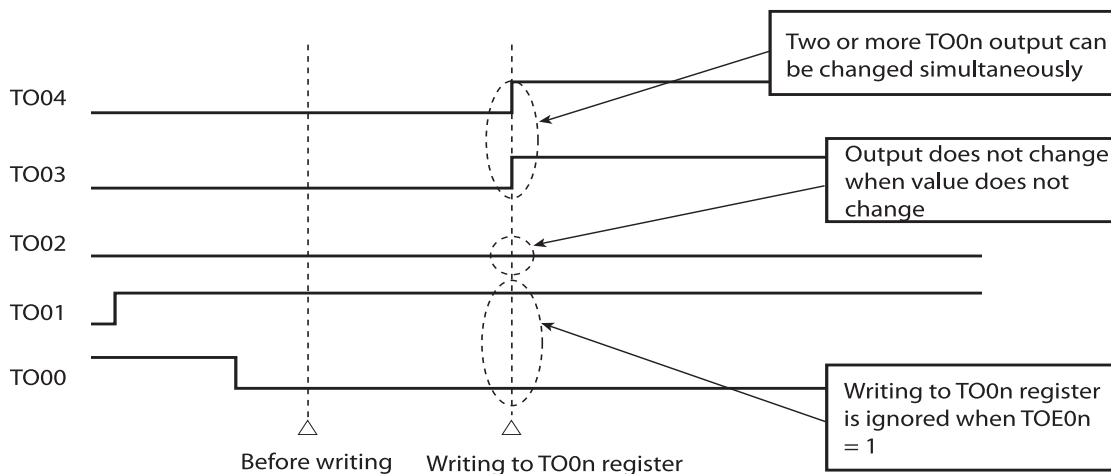 Two or more TO0n output can
be changed simultaneously
TO04
TO03
Output does not change
when value does not
change
TO02
TO01
TO00
Writing to TO0n register
is ignored when TOE0n
= 1
Before writing
Writing to TO0n register